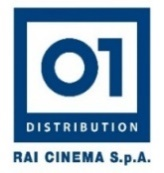 01
DISTRIBUTION
RAI CINEMA S.p.A.